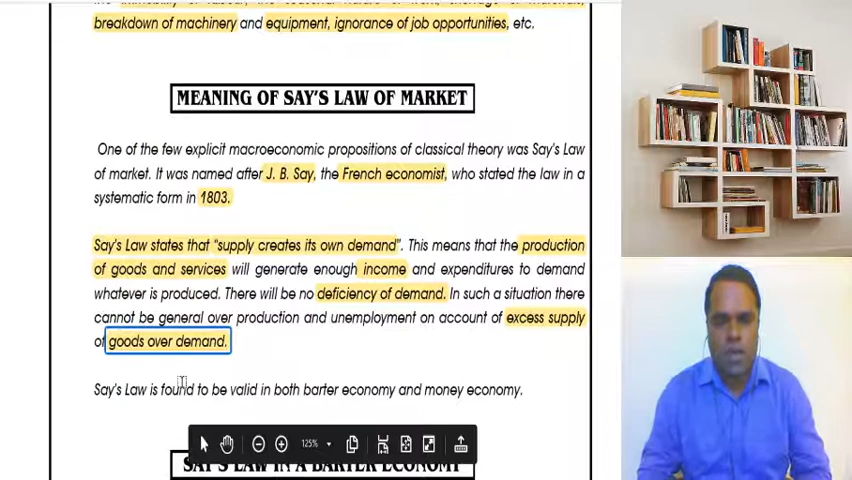 breakdown of machinery and equipment, ignorance of job opportunities, etc.
MEANING OF SAY'S LAW OF MARKET
One of the few explicit macroeconomic propositions of classical theory was Say's Law
of market. It was named after J. B. Say, the French economist, who stated the law in a
systematic form in 1803.
Say's Law states that "supply creates its own demand". This means that the production
of goods and services will generate enough income and expenditures to demand
whatever is produced. There will be no deficiency of demand. In such a situation there
cannot be general over production and unemployment on account of excess supply
of goods over demand.
Say's Law is found to be valid in both barter economy and money economy.
125%
SAY'S LAW IN A BARTER ECONOMY